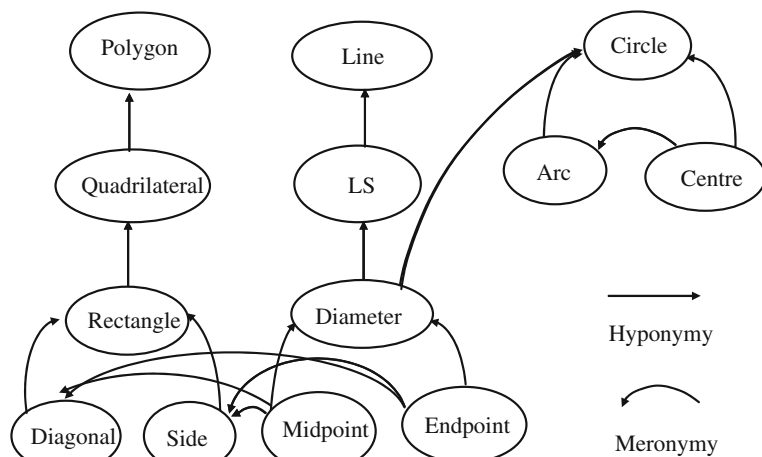 Polygon
Line
Circle
Quadrilateral
LS
Arc
Centre
Rectangle
Diameter
Hyponymy
Diagonal
Side
Midpoint
Endpoint
Meronymy